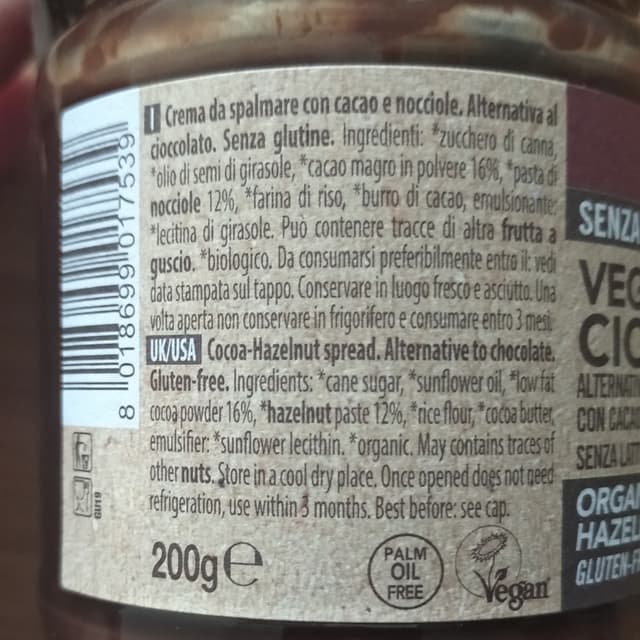 I Crema da spalmare con cacao e nocciole. Alternativa al
cioccolato. Senza glutine. Ingredienti: *zucchero di canna,
*olio di semi di girasole, *cacao magro in polvere 16%, *pasta di
nocciole 12%, *farina di riso, *burro di cacao, emulsionante:
*lecitina di girasole. Può contenere tracce di altra frutta a
guscio. *biologico. Da consumarsi preferibilmente entro il: vedi
data stampata sul tappo. Conservare in luogo fresco e asciutto. Una
volta aperta non conservare in frigorifero e consumare entro 3 mesi.
UK/USA Cocoa-Hazelnut spread. Alternative to chocolate.
Gluten-free. Ingredients: *cane sugar, *sunflower oil, *low fat
cocoa powder 16%, *hazelnut paste 12%, *rice flour, *cocoa butter,
emulsifier: *sunflower lecithin. *organic. May contains traces of
other nuts. Store in a cool dry place. Once opened does not need
refrigeration, use within 3 months. Best before: see cap.
200g e
PALM
OIL
FREE
Vegan
8 018699 017539
GU19
SENZA
VEG
CIO
ALTERNAT
CON CACA
SENZA LATT
ORGAN
HAZEL
GLUTEN-F